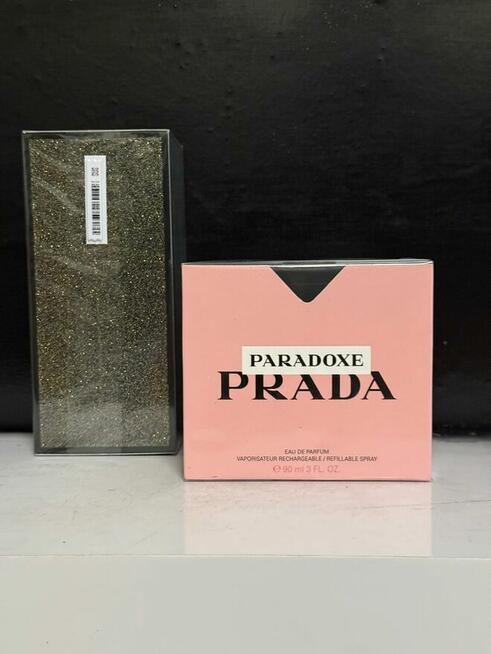 PARADOXE
PRADA
EAU DE PARFUM
VAPORISATEUR RECHARGEABLE / REFILLABLE SPRAY
℮ 90 ml 3 FL. OZ.